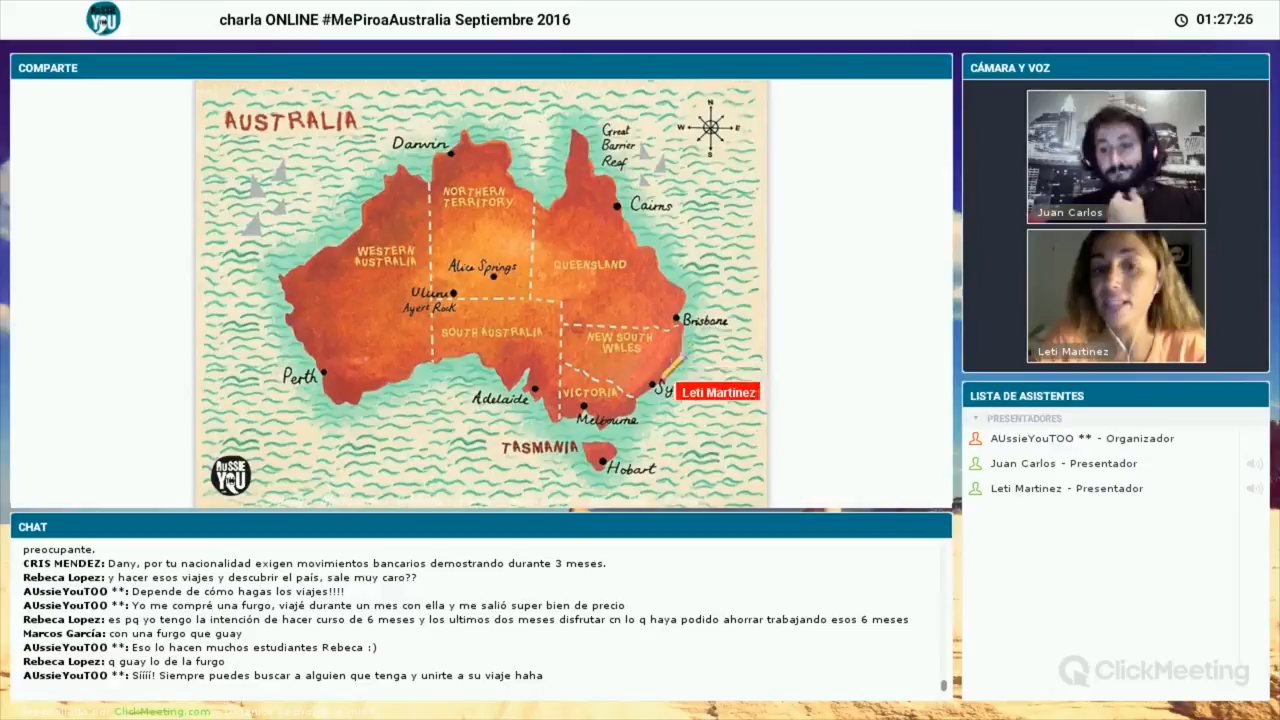 AUSSIE YOU TOO
charla ONLINE #MePiroaAustralia Septiembre 2016
01:27:26
COMPARTE
AUSTRALIA
N
W E
S
Darwin
Great
Barrier
Reef
Cairns
NORTHERN
TERRITORY
WESTERN
AUSTRALIA
Alice Springs
QUEENSLAND
Uluru
Ayers Rock
SOUTH AUSTRALIA
Brisbane
NEW SOUTH
WALES
Perth
Adelaide
VICTORIA
Sy
Leti Martinez
Melbourne
TASMANIA
Hobart
AUSSIE
YOU
CÁMARA Y VOZ
Juan Carlos
Leti Martinez
LISTA DE ASISTENTES
PRESENTADORES
AUssieYouTOO ** - Organizador
Juan Carlos - Presentador
Leti Martinez - Presentador
CHAT
preocupante.
CRIS MENDEZ: Dany, por tu nacionalidad exigen movimientos bancarios demostrando durante 3 meses.
Rebeca Lopez: y hacer esos viajes y descubrir el país, sale muy caro??
AUssieYouTOO **: Depende de cómo hagas los viajes!!!!
AUssieYouTOO **: Yo me compré una furgo, viajé durante un mes con ella y me salió super bien de precio
Rebeca Lopez: es pq yo tengo la intención de hacer curso de 6 meses y los ultimos dos meses disfrutar cn lo q haya podido ahorrar trabajando esos 6 meses
Marcos García: con una furgo que guay
AUssieYouTOO **: Eso lo hacen muchos estudiantes Rebeca :)
Rebeca Lopez: q guay lo de la furgo
AUssieYouTOO **: Síííí! Siempre puedes buscar a alguien que tenga y unirte a su viaje haha
ClickMeeting.com
ClickMeeting